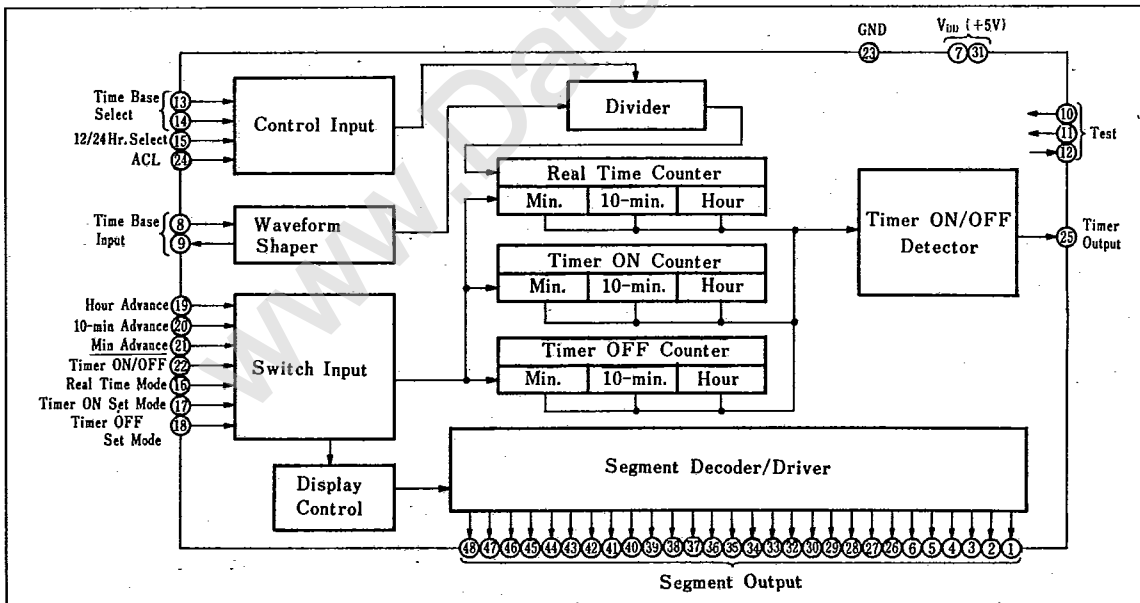 GND
V_DD (+5V)
23
7 31
Time Base
Select
13
14
12/24Hr. Select
15
ACL
24
Control Input
Divider
10
11
12
Test
Real Time Counter
Min. 10-min. Hour
Time Base
Input
8
9
Waveform
Shaper
Timer ON/OFF
Detector
25
Timer
Output
Timer ON Counter
Min. 10-min. Hour
Hour Advance 19
10-min Advance 20
Min Advance 21
Timer ON/OFF 22
Real Time Mode 16
Timer ON Set Mode 17
Timer OFF
Set Mode
18
Switch Input
Timer OFF Counter
Min. 10-min. Hour
Display
Control
Segment Decoder/Driver
48 47 46 45 44 43 42 41 40 39 38 37 36 35 34 33 32 30 29 28 27 26 6 5 4 3 2 1
Segment Output
www.Data